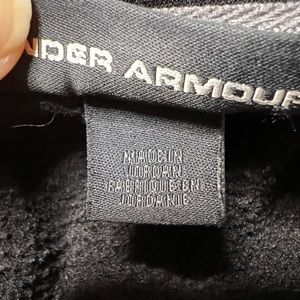 NDER ARMOUR
MADE IN
JORDAN
FABRIQUE EN
JORDANIE